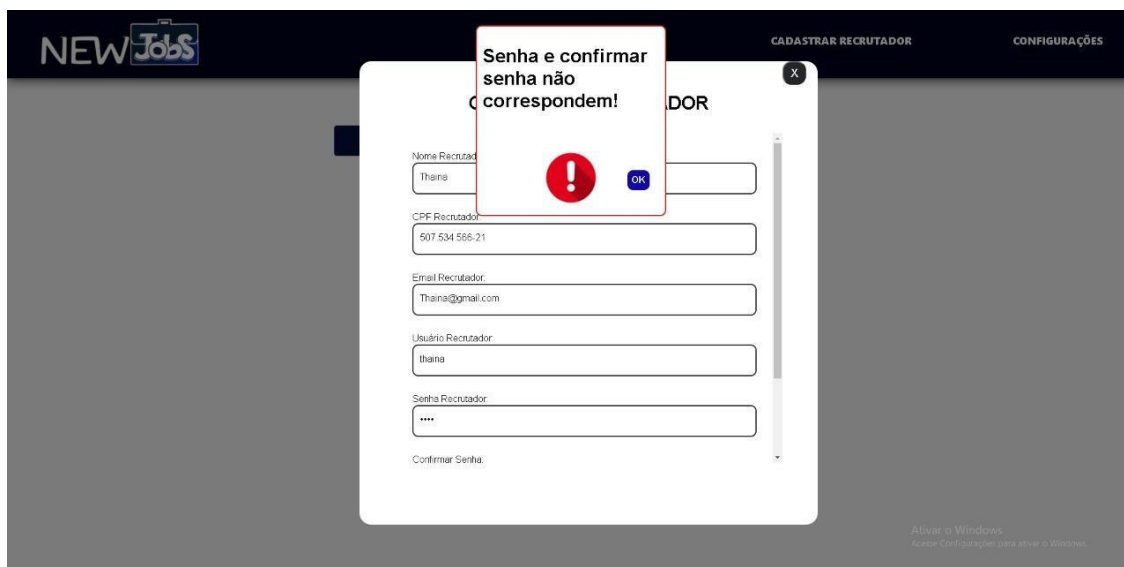 NEW JobS
CADASTRAR RECRUTADOR
CONFIGURAÇÕES
Senha e confirmar
senha não
correspondem!
OK
X
DOR
Nome Recrutad
Thaina
CPF Recrutador:
507.534.566-21
Email Recrutador:
Thaina@gmail.com
Usuário Recrutador:
thaina
Senha Recrutador:
••••
Confirmar Senha:
Ativar o Windows
Acesse Configurações para ativar o Windows.